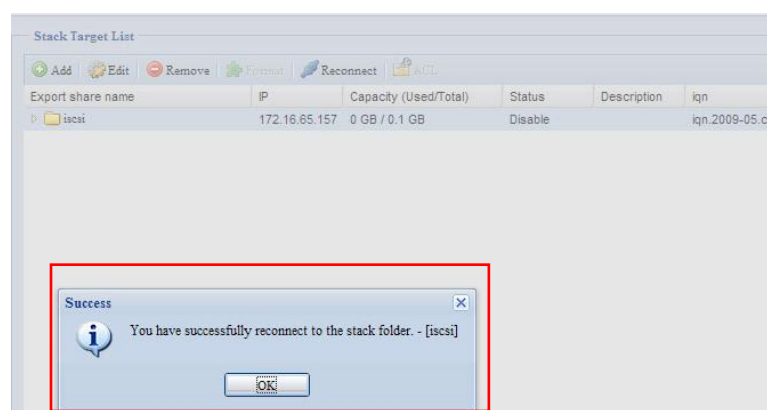 Stack Target List
Add Edit Remove Format Reconnect ACL
Export share name IP Capacity (Used/Total) Status Description iqn
iscsi 172.16.65.157 0 GB / 0.1 GB Disable iqn.2009-05.c
Success
You have successfully reconnect to the stack folder. - [iscsi]
OK